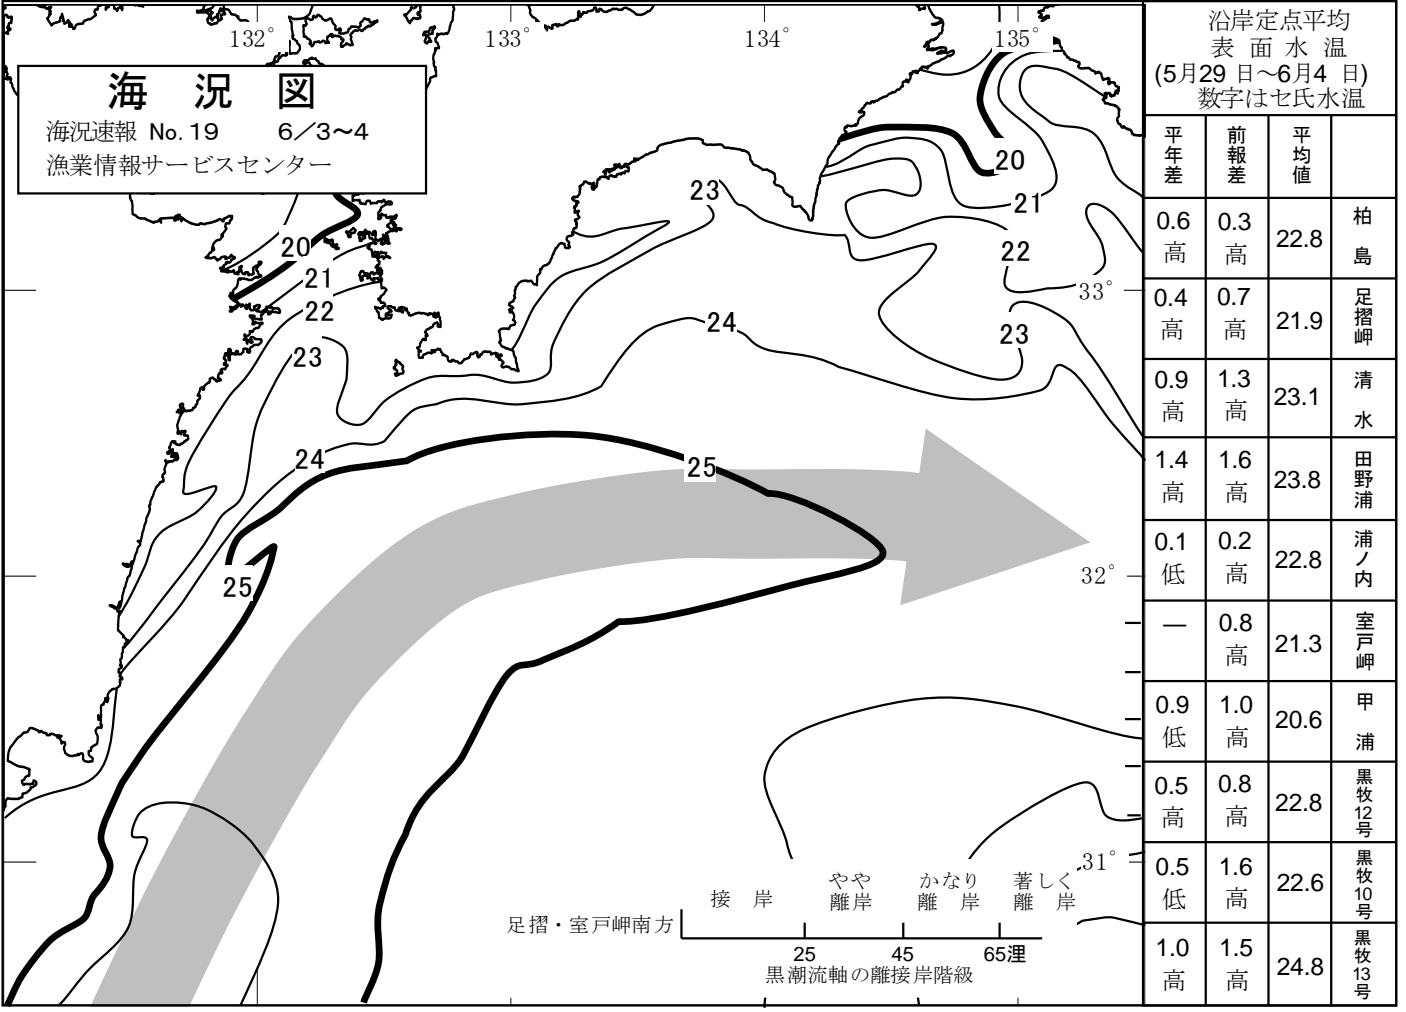 132°
133°
134°
135°
海　況　図
海況速報 No.19　6／3～4
漁業情報サービスセンター
20
21
22
23
24
25
23
24
25
20
21
22
23
33°
32°
31°
接　岸
やや
離岸
かなり
離　岸
著しく
離　岸
足摺・室戸岬南方
25
45
65浬
黒潮流軸の離接岸階級
沿岸定点平均
表 面 水 温
(5月29 日～6月4 日)
数字はセ氏水温
平年差 前報差 平均値
0.6高 0.3高 22.8 柏島
0.4高 0.7高 21.9 足摺岬
0.9高 1.3高 23.1 清水
1.4高 1.6高 23.8 田野浦
0.1低 0.2高 22.8 浦ノ内
— 0.8高 21.3 室戸岬
0.9低 1.0高 20.6 甲浦
0.5高 0.8高 22.8 黒牧12号
0.5低 1.6高 22.6 黒牧10号
1.0高 1.5高 24.8 黒牧13号